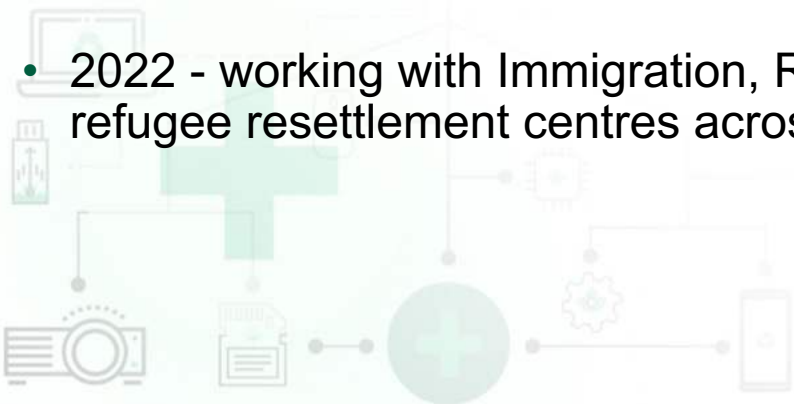 • 2022 - working with Immigration, R
refugee resettlement centres acros